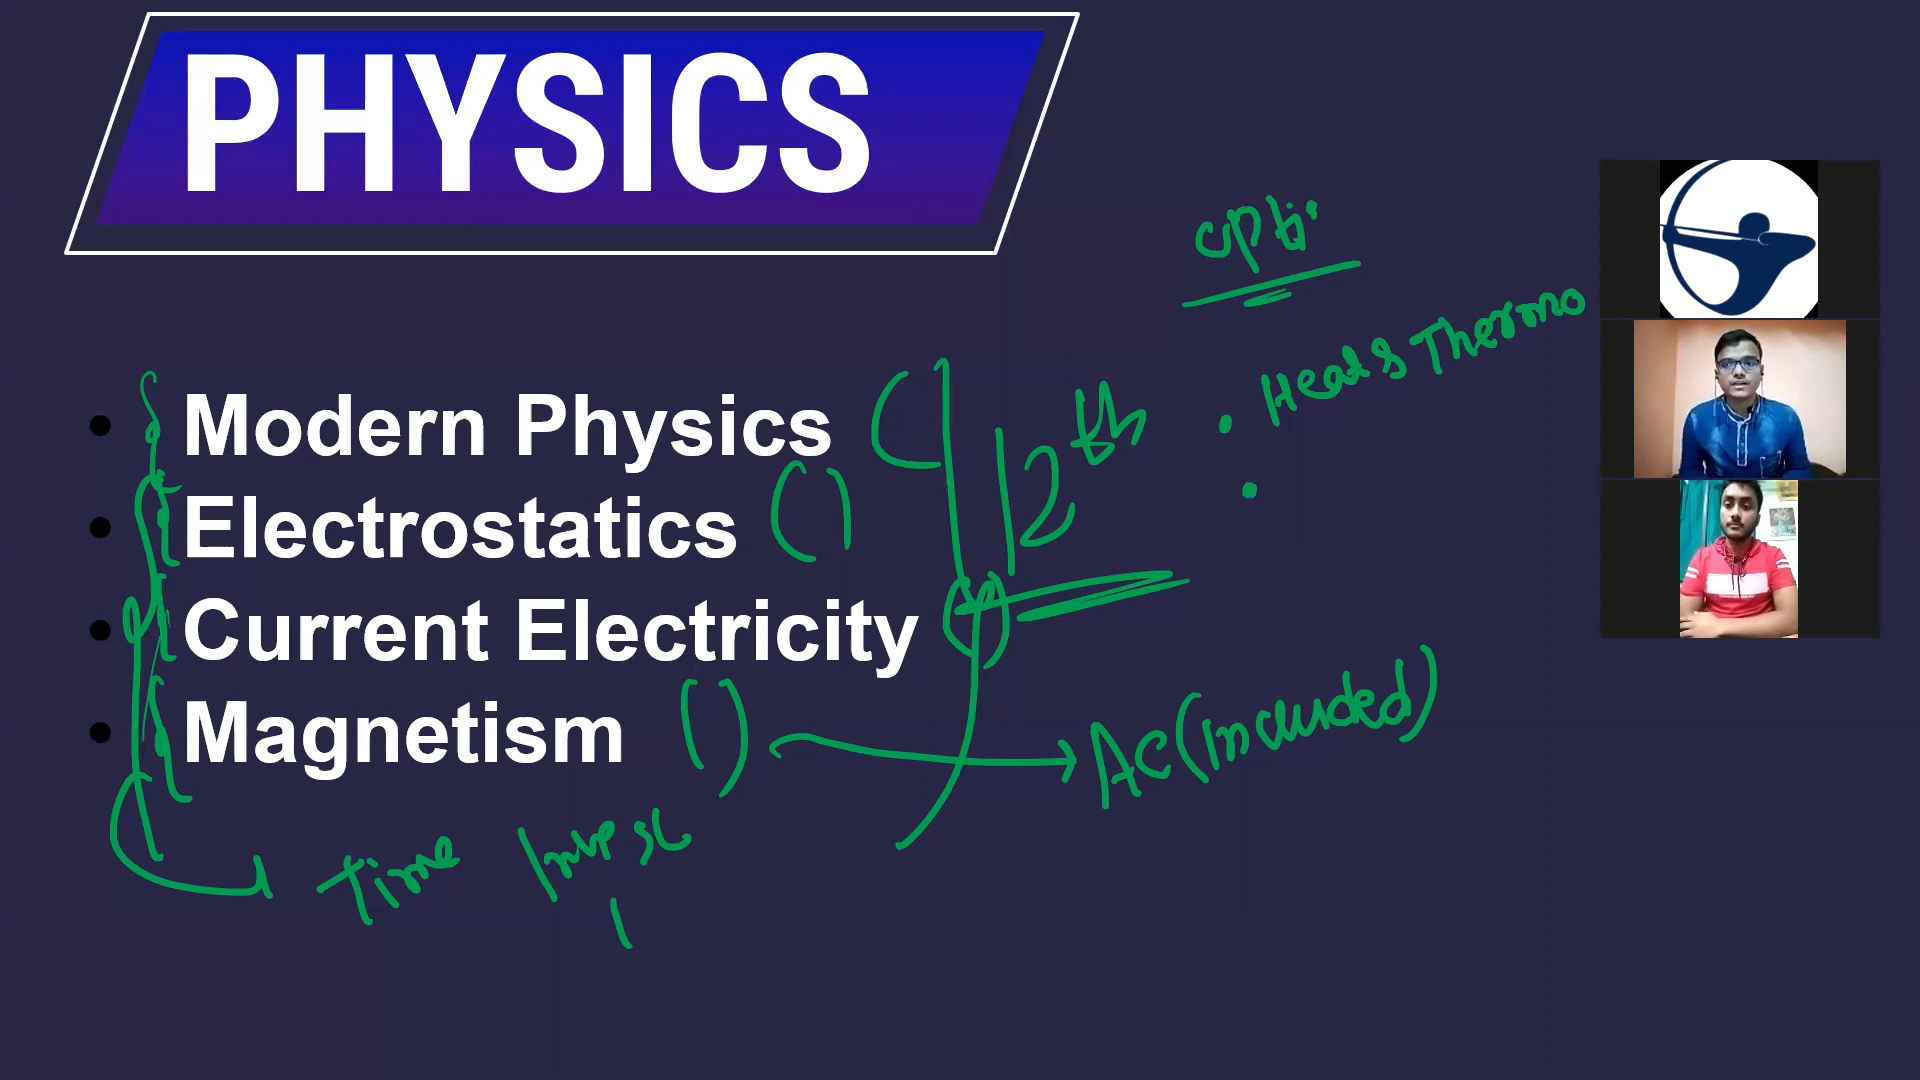 PHYSICS
Heat & Thermo
Modern Physics
12th
Electrostatics
Current Electricity
Magnetism
AC (Included)
Time